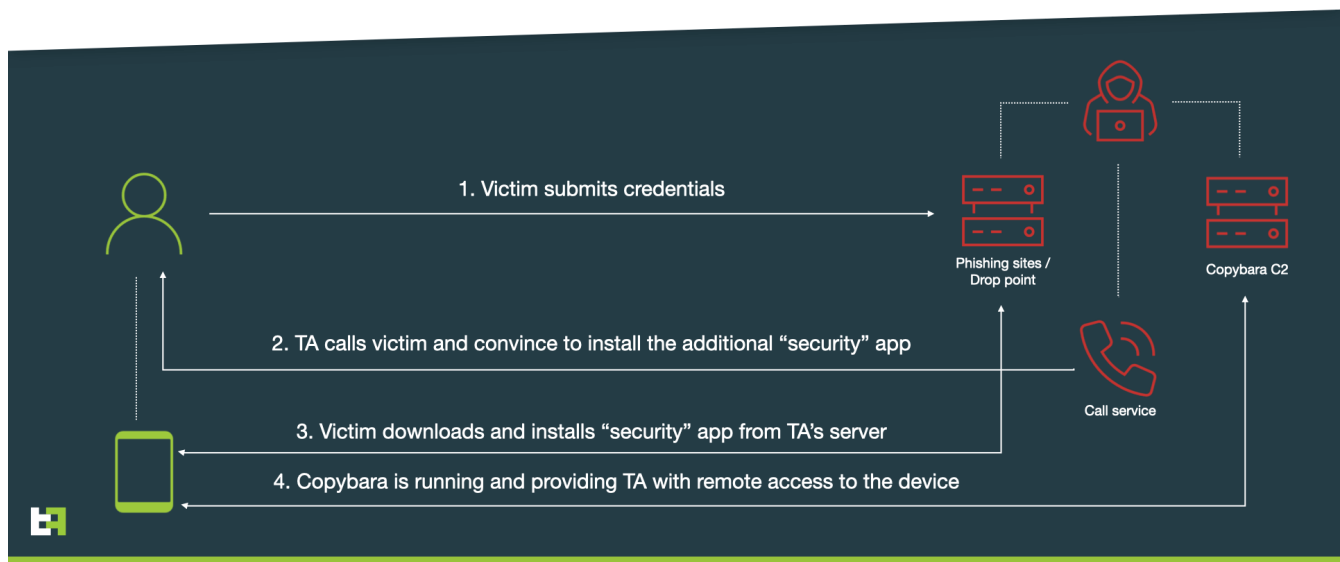 1. Victim submits credentials
Phishing sites /
Drop point
Copybara C2
2. TA calls victim and convince to install the additional “security” app
Call service
3. Victim downloads and installs “security” app from TA’s server
4. Copybara is running and providing TA with remote access to the device